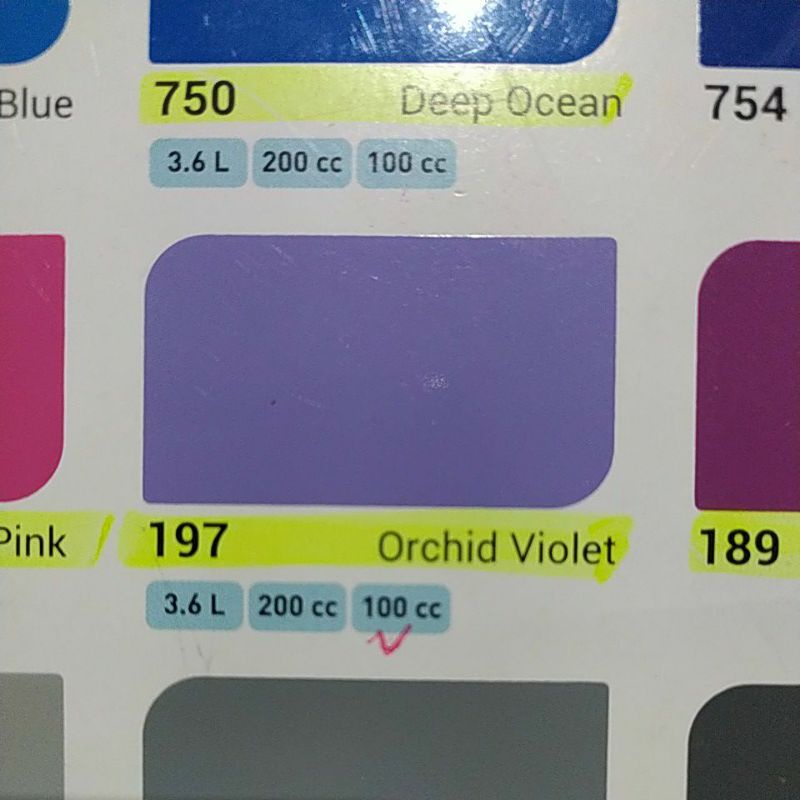 Blue
750 Deep Ocean
754
3.6 L 200 cc 100 cc
Pink
197 Orchid Violet
189
3.6 L 200 cc 100 cc